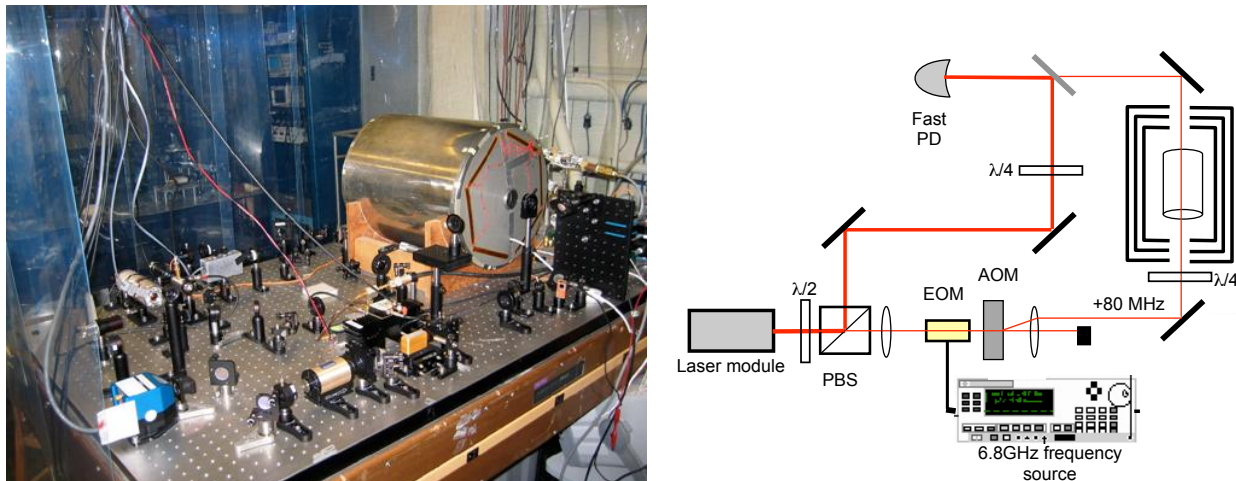 Fast
PD
λ/4
λ/4
AOM
+80 MHz
EOM
λ/2
Laser module
PBS
6.8GHz frequency
source